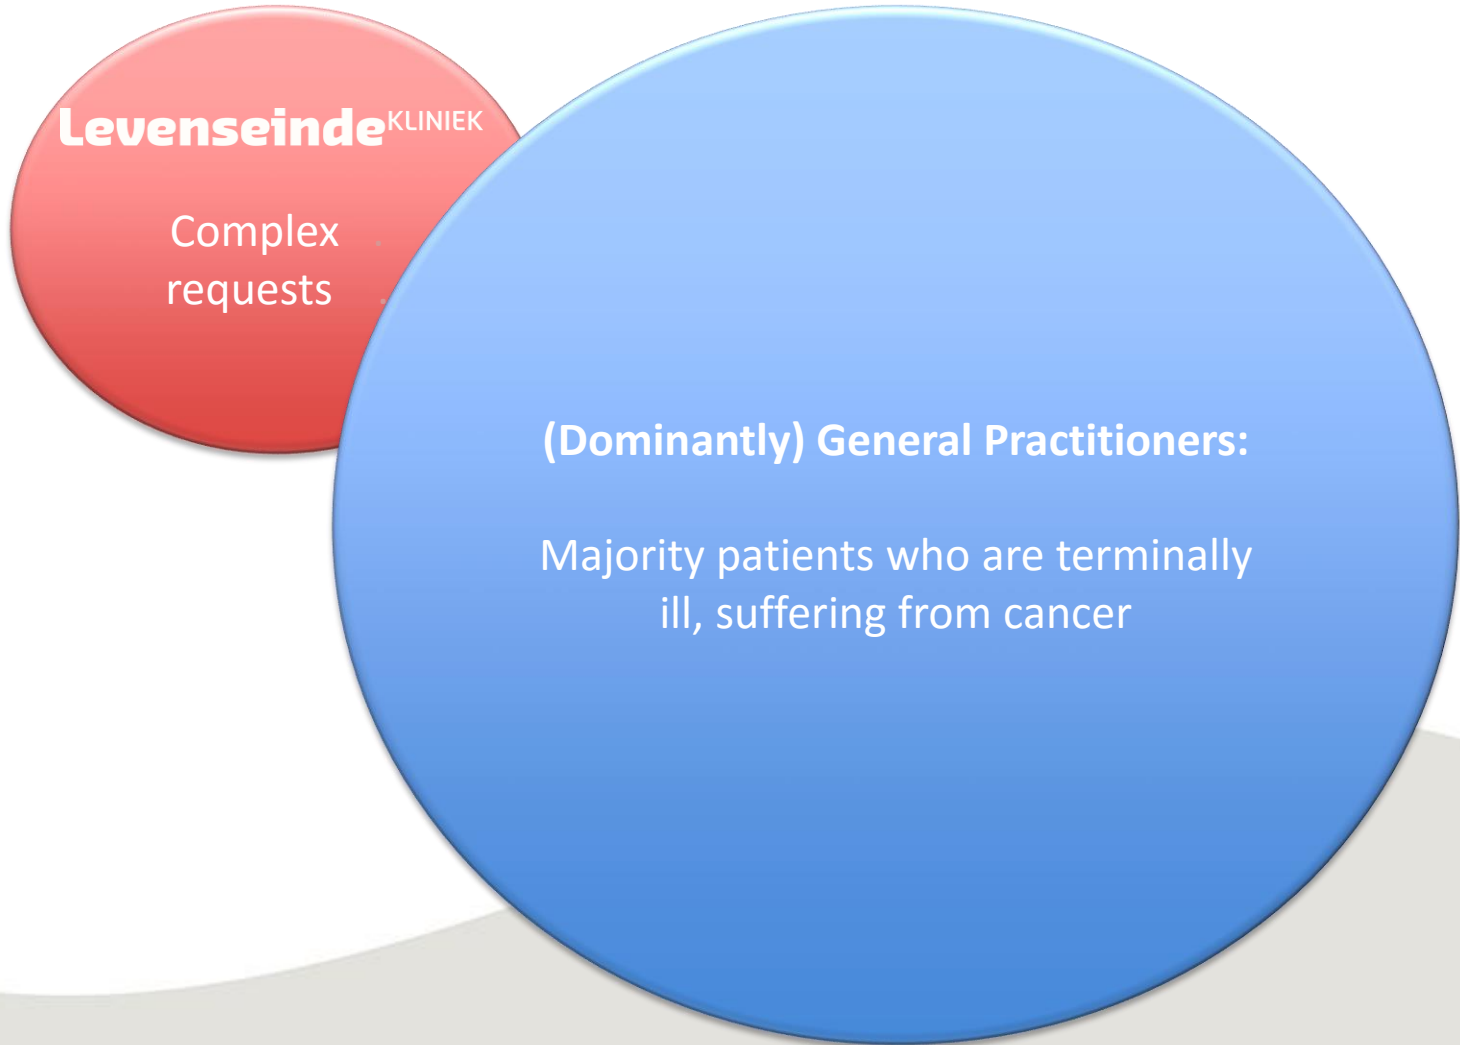 Levenseinde KLINIEK
Complex .
requests .
(Dominantly) General Practitioners:
Majority patients who are terminally
ill, suffering from cancer